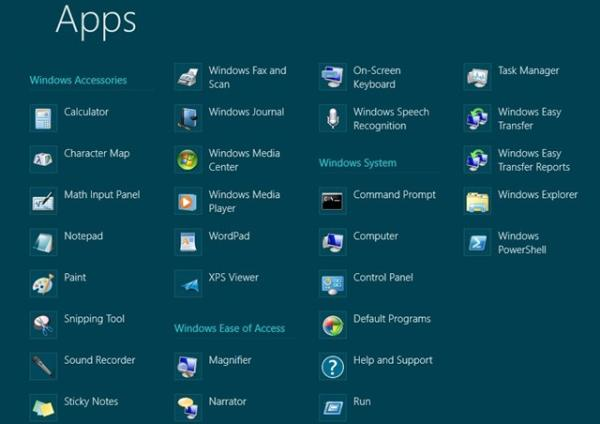 Apps
Windows Accessories
Calculator
Character Map
Math Input Panel
Notepad
Paint
Snipping Tool
Sound Recorder
Sticky Notes
Windows Fax and
Scan
Windows Journal
Windows Media
Center
Windows Media
Player
WordPad
XPS Viewer
Windows Ease of Access
Magnifier
Narrator
On-Screen
Keyboard
Windows Speech
Recognition
Windows System
Command Prompt
Computer
Control Panel
Default Programs
Help and Support
Run
Task Manager
Windows Easy
Transfer
Windows Easy
Transfer Reports
Windows Explorer
Windows
PowerShell